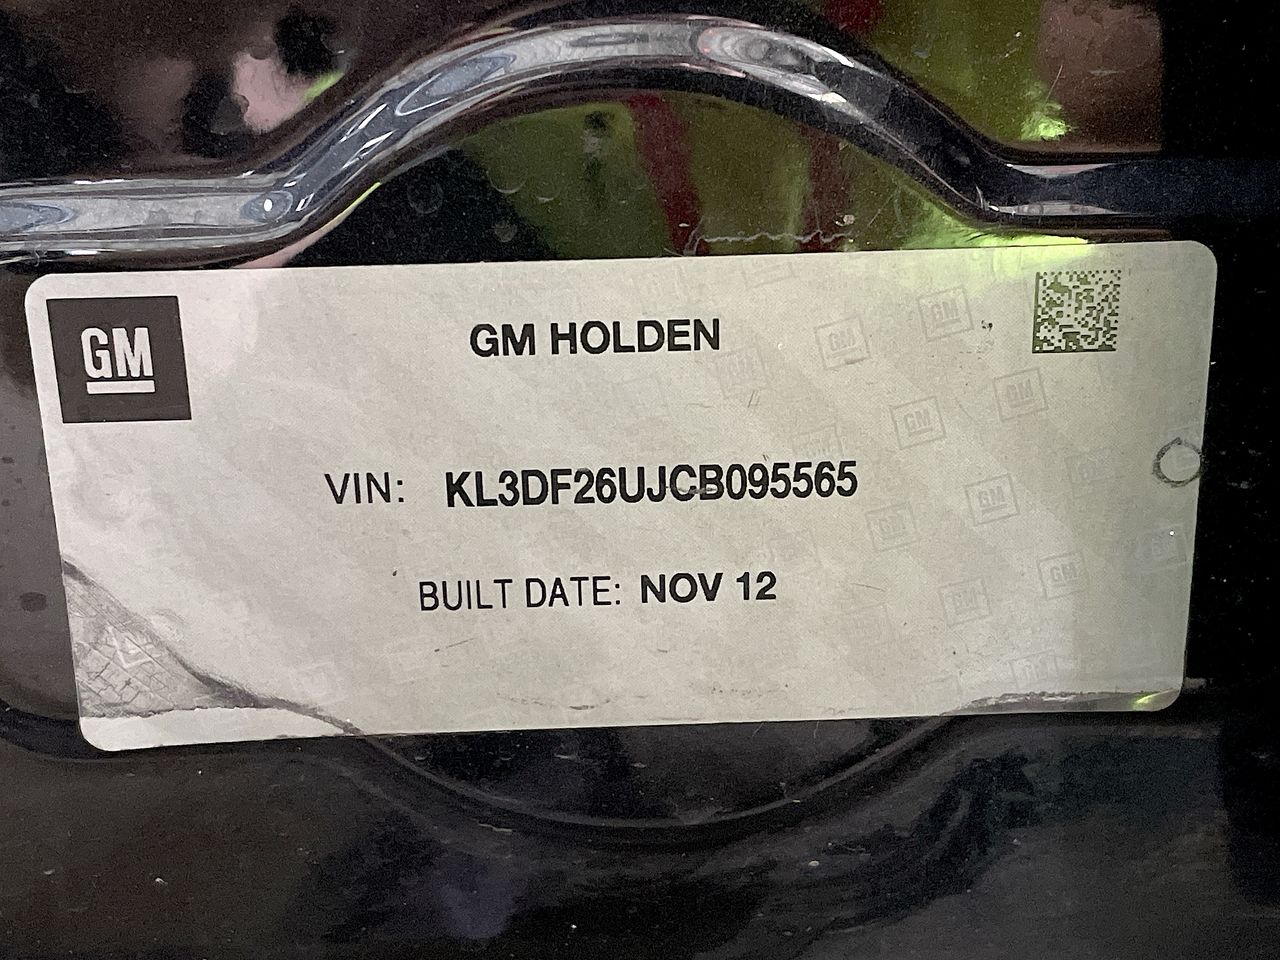 GM
GM HOLDEN
VIN: KL3DF26UJCB095565
BUILT DATE: NOV 12